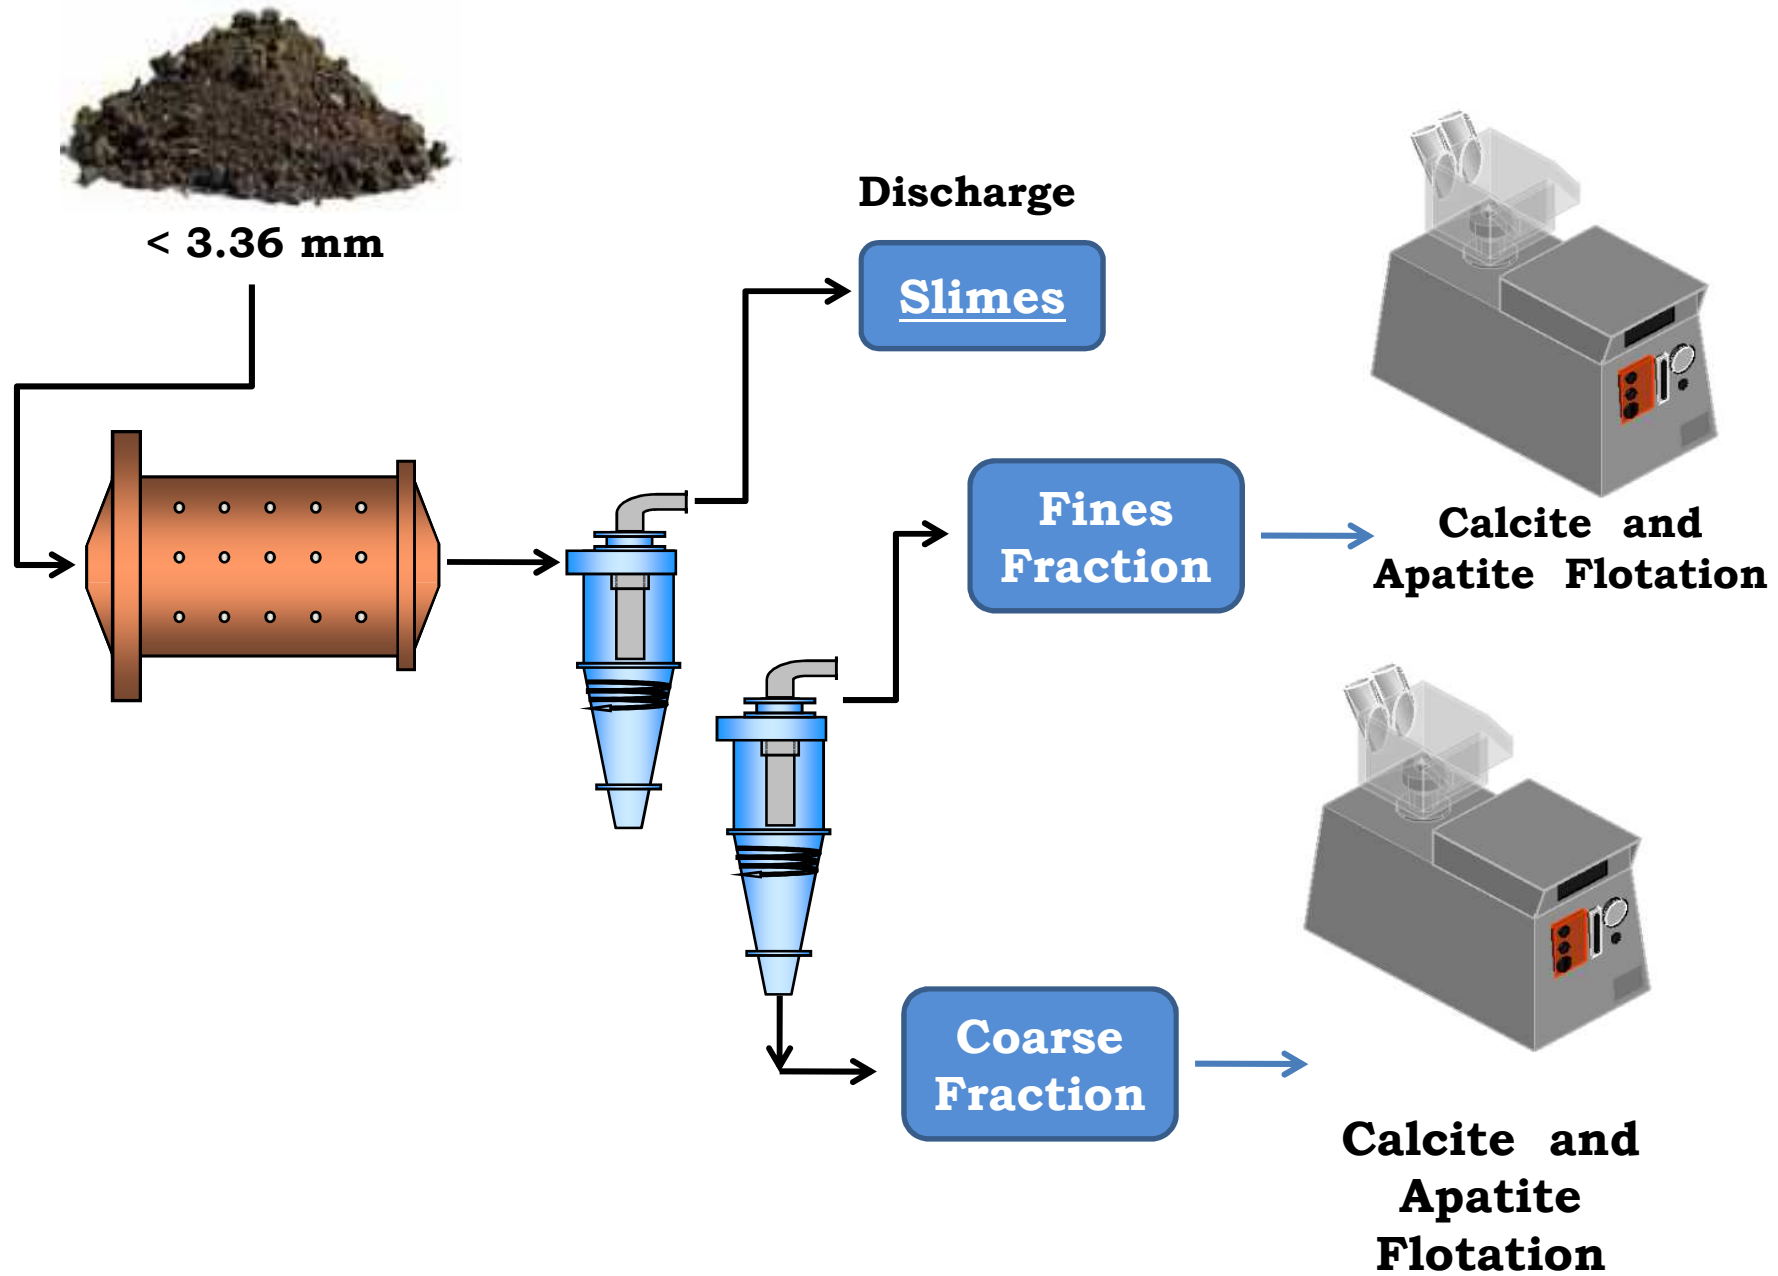 < 3.36 mm
Discharge
Slimes
Fines
Fraction
Calcite and
Apatite Flotation
Coarse
Fraction
Calcite and
Apatite
Flotation